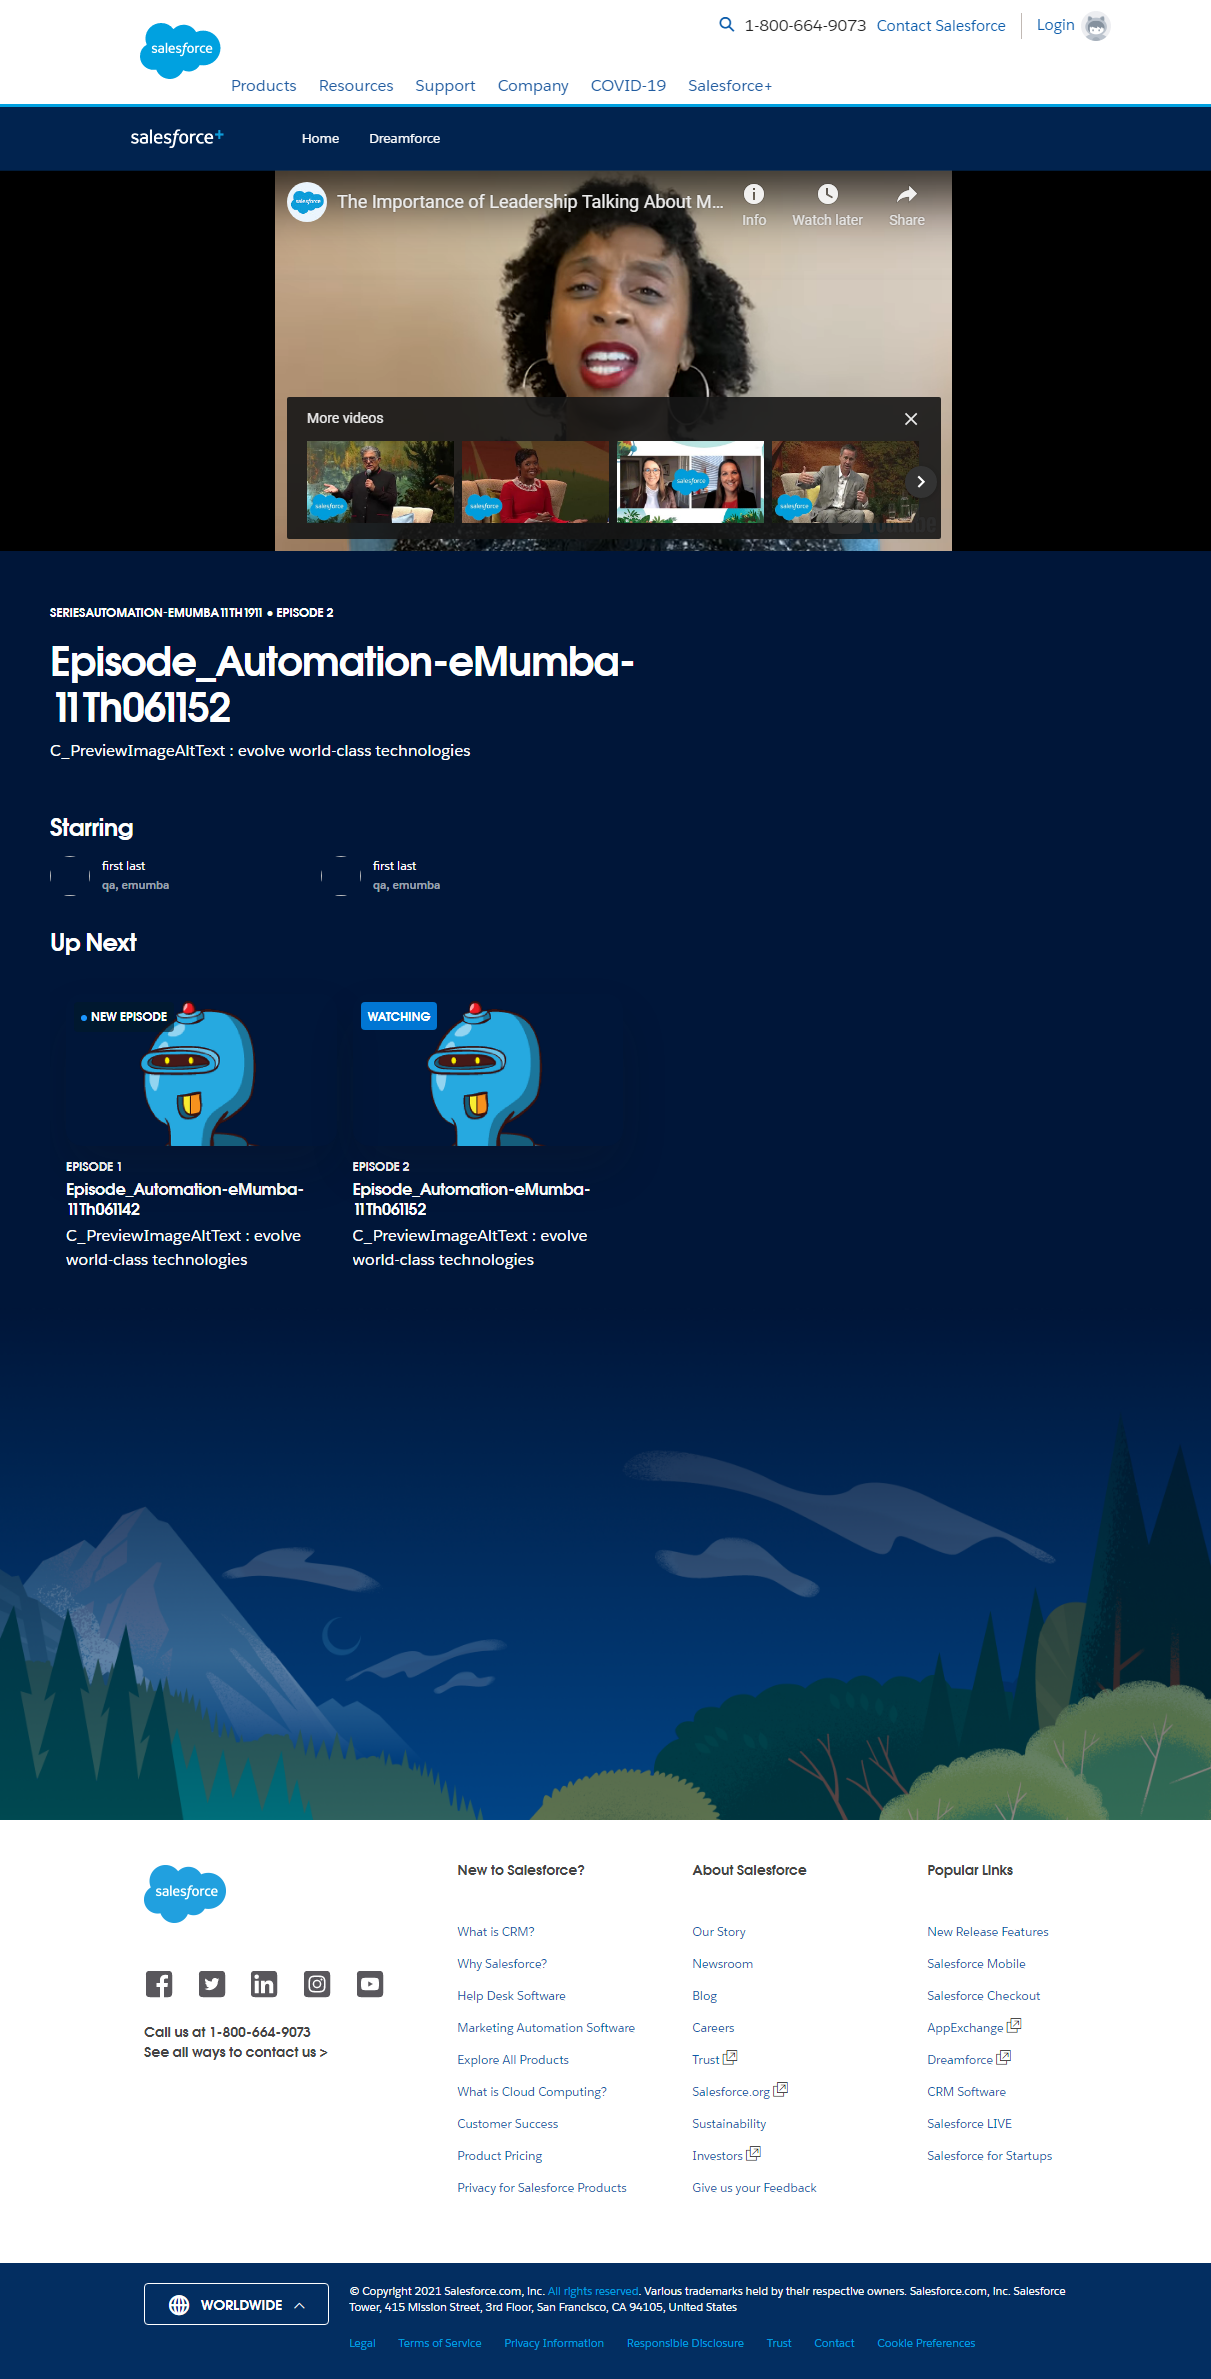 salesforce
1-800-664-9073 Contact Salesforce Login
Products Resources Support Company COVID-19 Salesforce+
salesforce+ Home Dreamforce
salesforce The Importance of Leadership Talking About M... Info Watch later Share
More videos
salesforce salesforce salesforce salesforce
SERIESAUTOMATION-EMUMBA11TH1911 • EPISODE 2
Episode_Automation-eMumba-
11Th061152
C_PreviewImageAltText : evolve world-class technologies
Starring
first last first last
qa, emumba qa, emumba
Up Next
• NEW EPISODE WATCHING
EPISODE 1
Episode_Automation-eMumba-
11Th061142
C_PreviewImageAltText : evolve
world-class technologies
EPISODE 2
Episode_Automation-eMumba-
11Th061152
C_PreviewImageAltText : evolve
world-class technologies
salesforce
Call us at 1-800-664-9073
See all ways to contact us >
New to Salesforce?
What is CRM?
Why Salesforce?
Help Desk Software
Marketing Automation Software
Explore All Products
What is Cloud Computing?
Customer Success
Product Pricing
Privacy for Salesforce Products
About Salesforce
Our Story
Newsroom
Blog
Careers
Trust
Salesforce.org
Sustainability
Investors
Give us your Feedback
Popular Links
New Release Features
Salesforce Mobile
Salesforce Checkout
AppExchange
Dreamforce
CRM Software
Salesforce LIVE
Salesforce for Startups
WORLDWIDE
© Copyright 2021 Salesforce.com, inc. All rights reserved. Various trademarks held by their respective owners. Salesforce.com, inc. Salesforce
Tower, 415 Mission Street, 3rd Floor, San Francisco, CA 94105, United States
Legal Terms of Service Privacy Information Responsible Disclosure Trust Contact Cookie Preferences